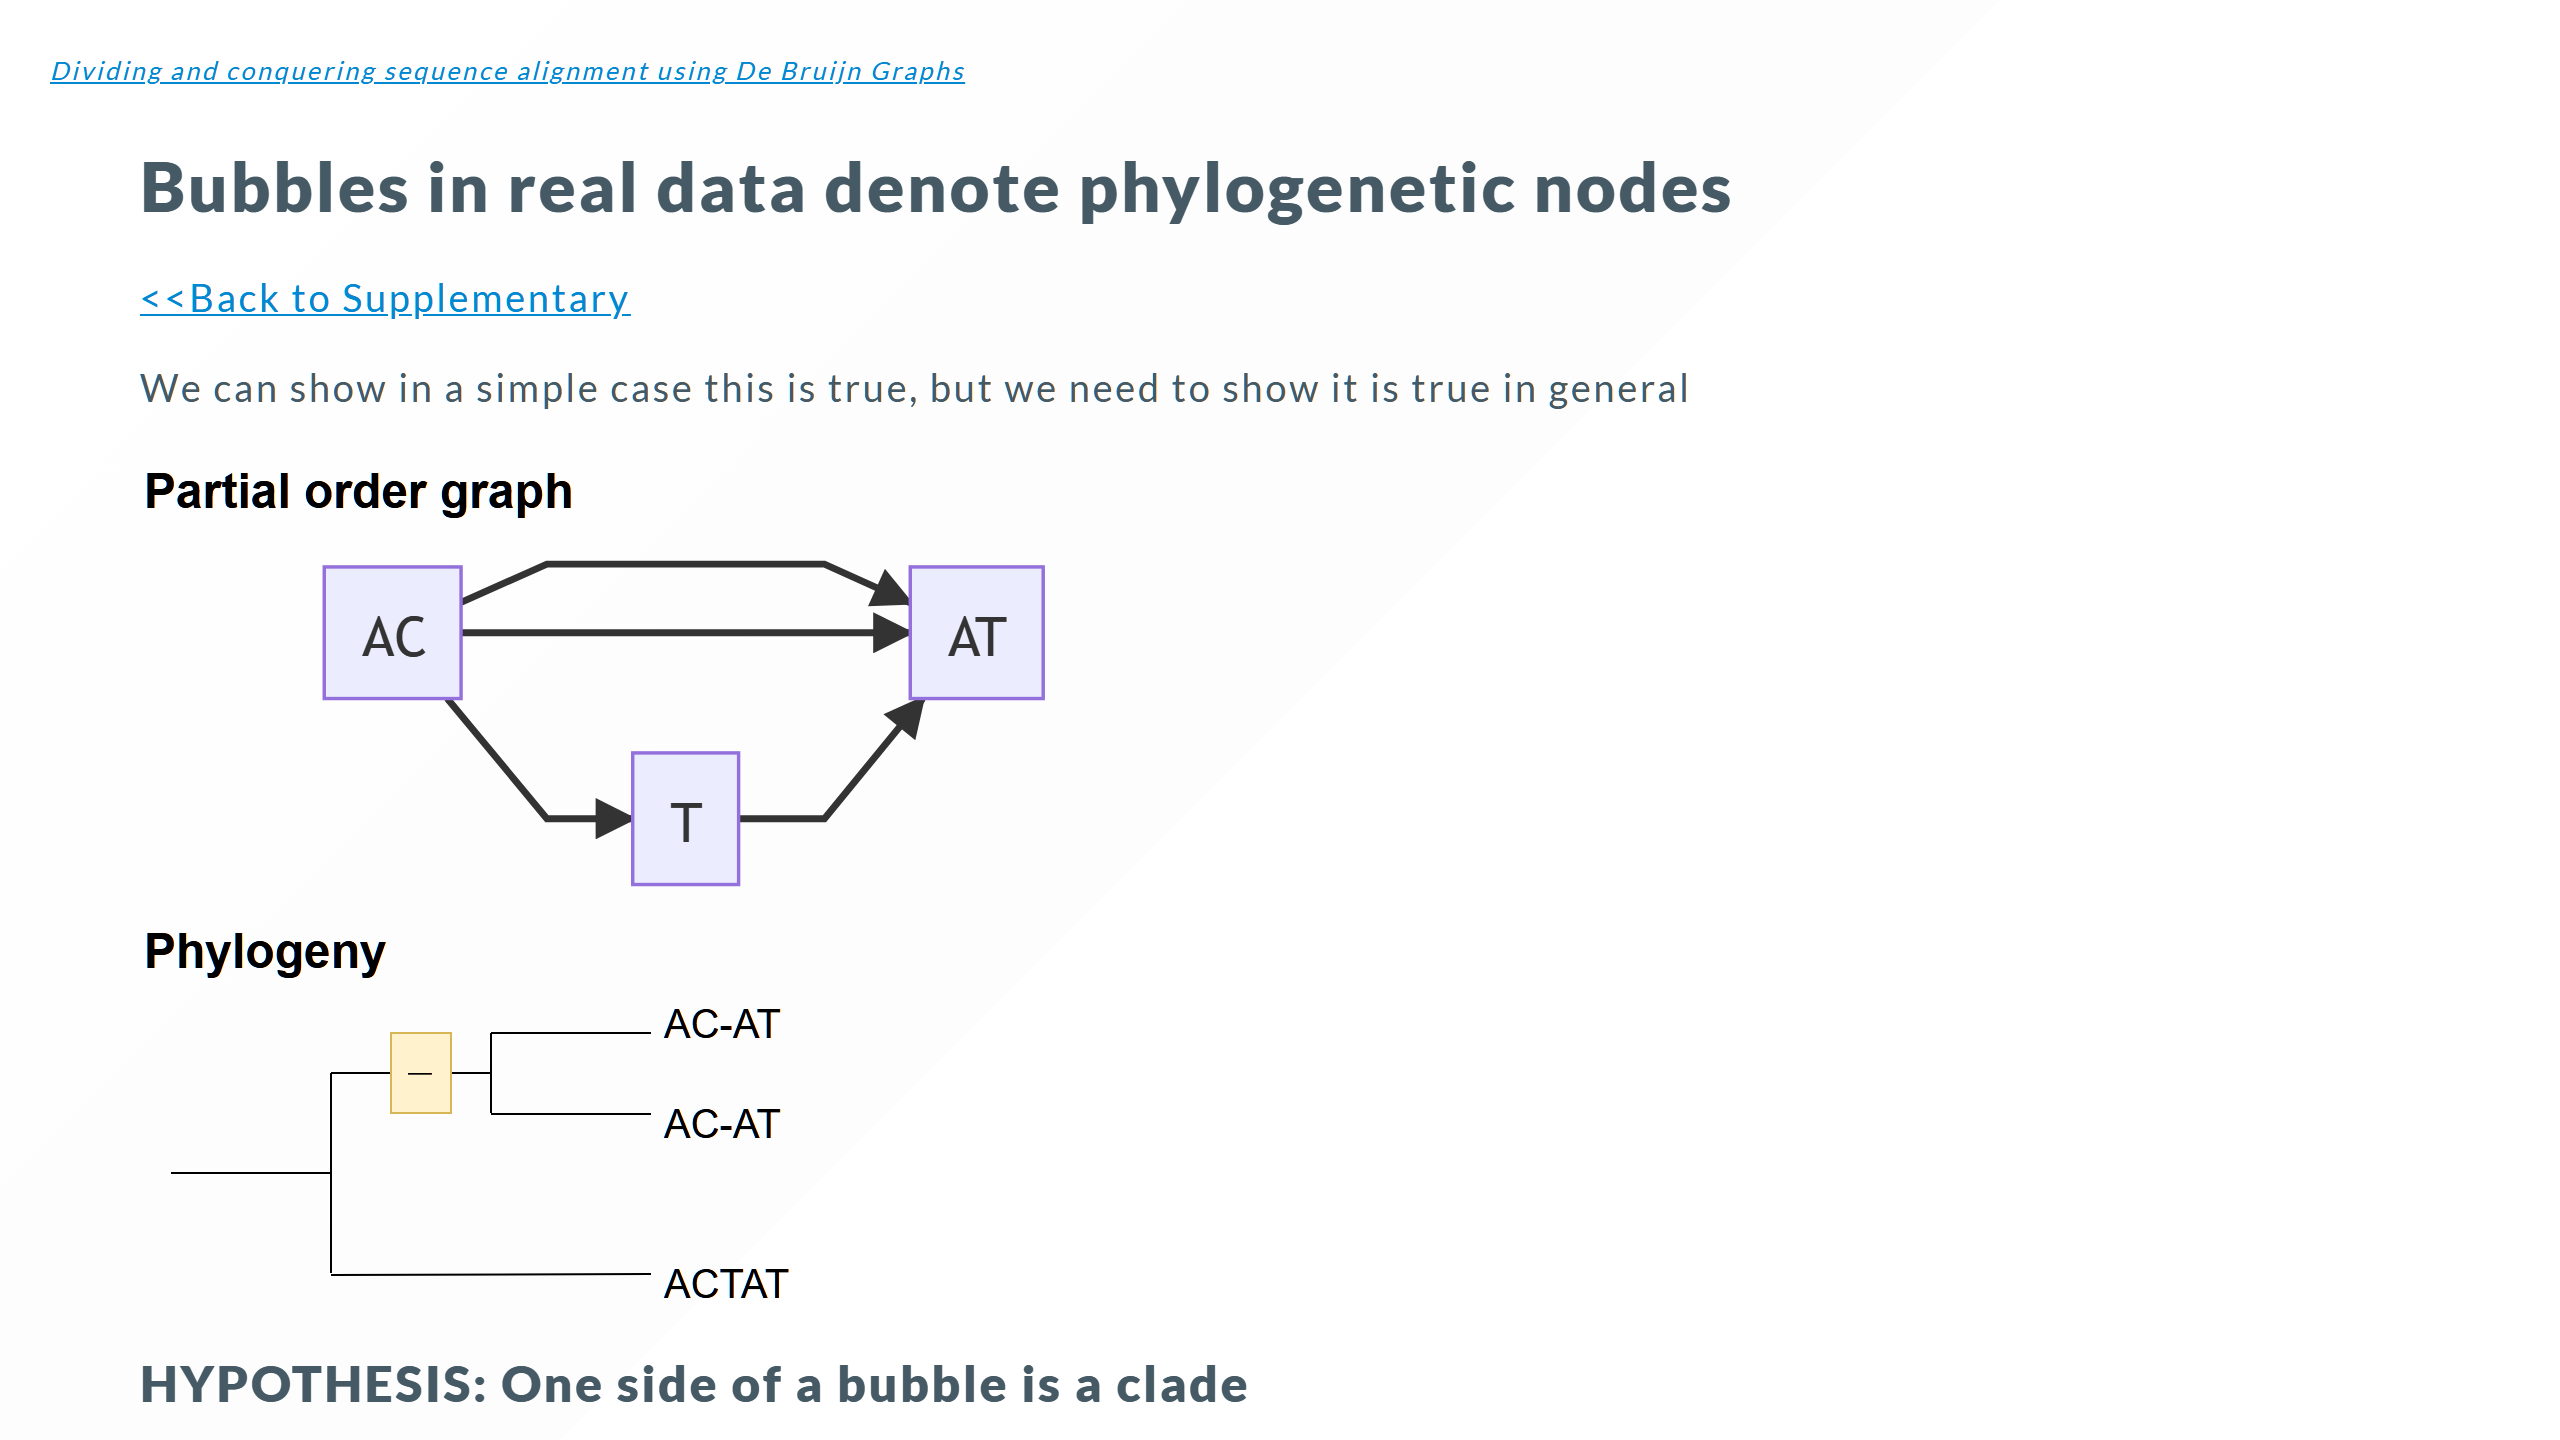 Dividing and conquering sequence alignment using De Bruijn Graphs
Bubbles in real data denote phylogenetic nodes
<<Back to Supplementary
We can show in a simple case this is true, but we need to show it is true in general
Partial order graph
AC
AT
T
Phylogeny
AC-AT
–
AC-AT
ACTAT
HYPOTHESIS: One side of a bubble is a clade